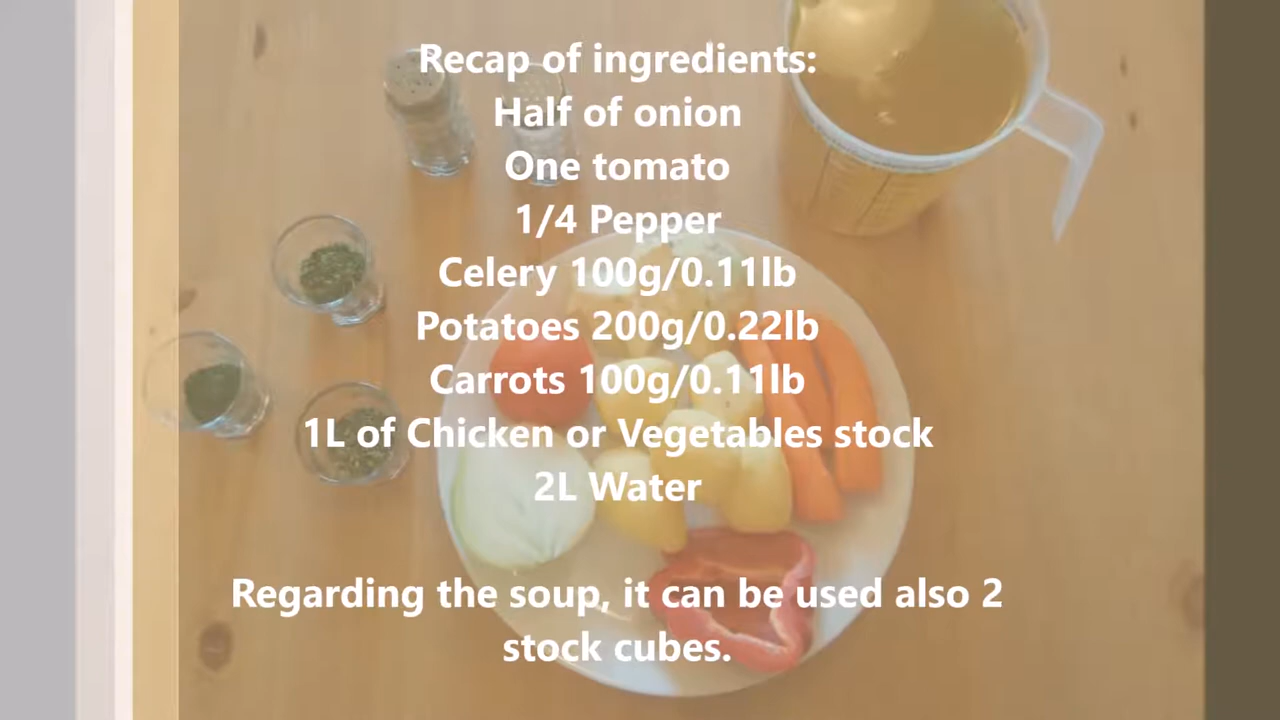 Recap of ingredients:
Half of onion
One tomato
1/4 Pepper
Celery 100g/0.11lb
Potatoes 200g/0.22lb
Carrots 100g/0.11lb
1L of Chicken or Vegetables stock
2L Water
Regarding the soup, it can be used also 2
stock cubes.